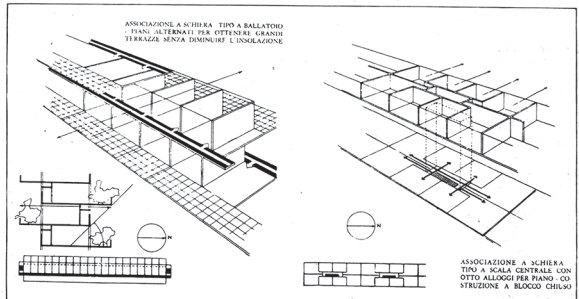 ASSOCIAZIONE A SCHIERA TIPO A BALLATOIO
- PIANI ALTERNATI PER OTTENERE GRANDI
TERRAZZE SENZA DIMINUIRE L'INSOLAZIONE
N
N
ASSOCIAZIONE A SCHIERA
TIPO A SCALA CENTRALE CON
OTTO ALLOGGI PER PIANO - CO-
STRUZIONE A BLOCCO CHIUSO